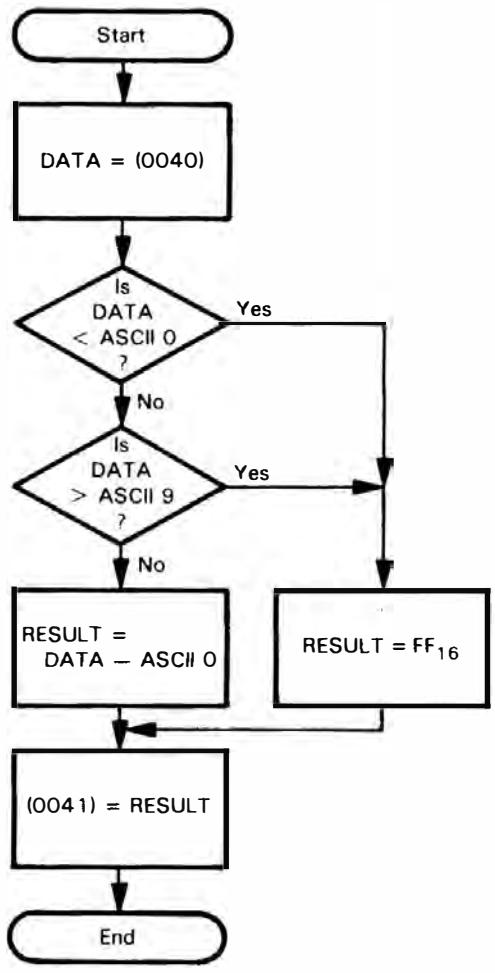 Start
DATA = (0040)
Is
DATA
< ASCII 0
?
Yes
No
Is
DATA
> ASCII 9
?
Yes
No
RESULT =
DATA – ASCII 0
RESULT = FF16
(0041) = RESULT
End